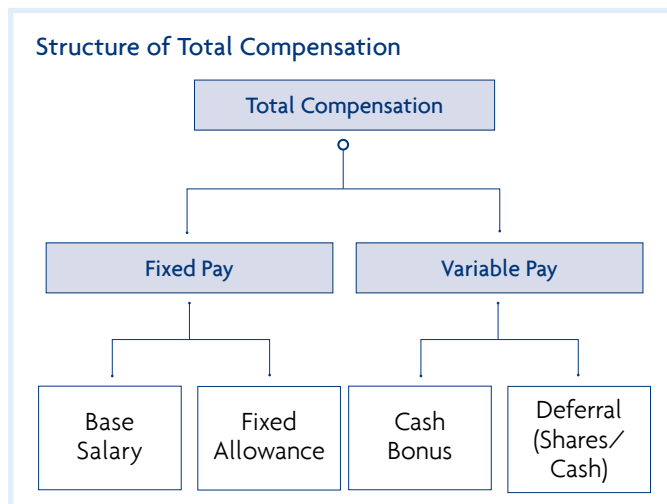 Structure of Total Compensation
Total Compensation
Fixed Pay
Variable Pay
Base
Salary
Fixed
Allowance
Cash
Bonus
Deferral
(Shares/
Cash)